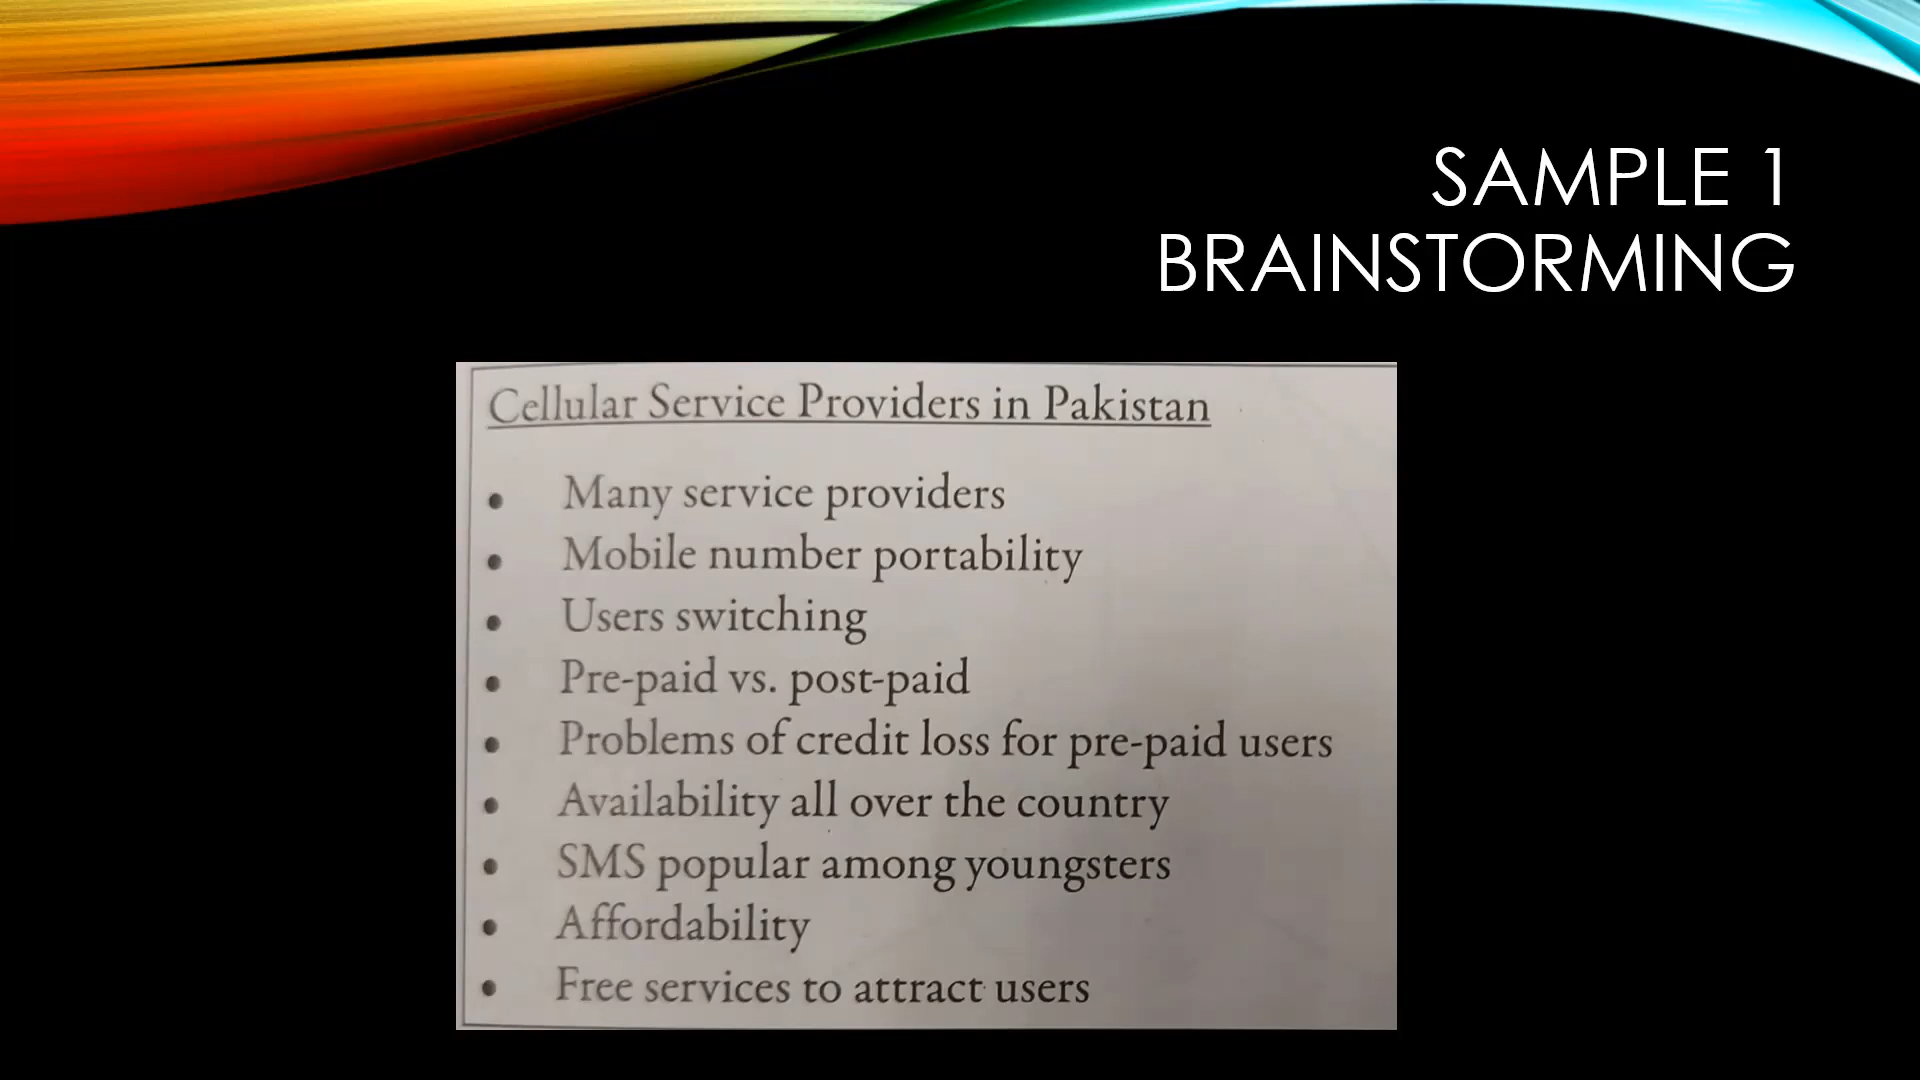 SAMPLE 1
BRAINSTORMING
Cellular Service Providers in Pakistan
• Many service providers
• Mobile number portability
• Users switching
• Pre-paid vs. post-paid
• Problems of credit loss for pre-paid users
• Availability all over the country
• SMS popular among youngsters
• Affordability
• Free services to attract users